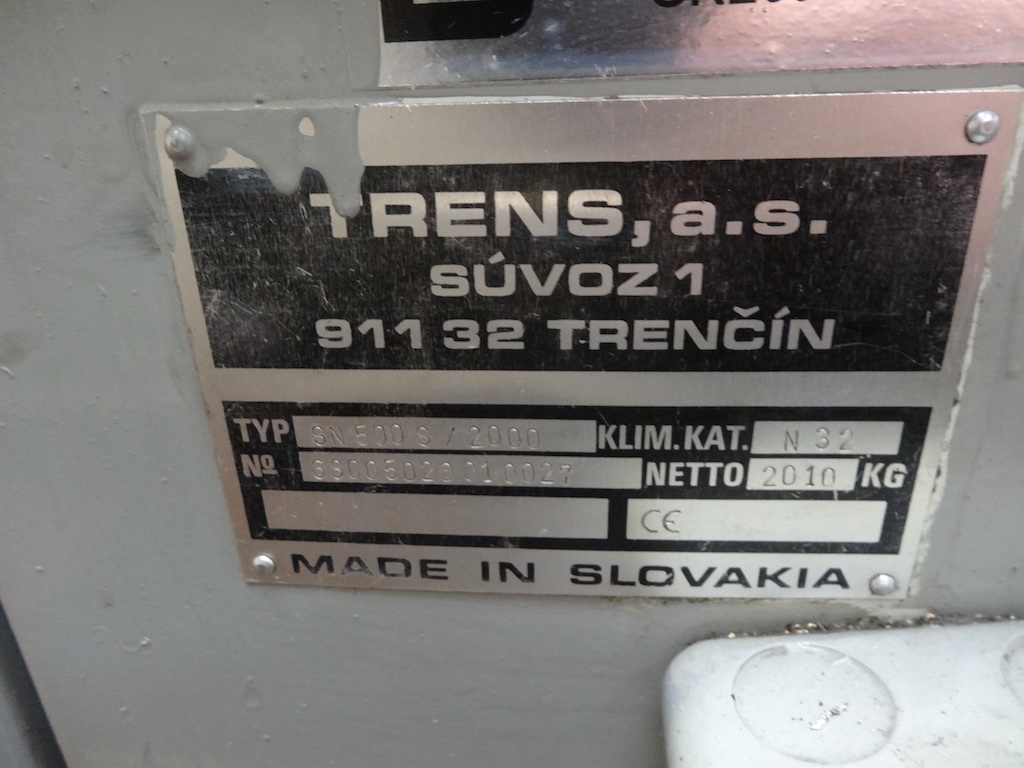 TRENS, a.s.
SÚVOZ 1
911 32 TRENČÍN
TYP SN 500 S / 2000 KLIM. KAT. N 32
Nº 68005026010027 NETTO 2010 KG
CE
MADE IN SLOVAKIA